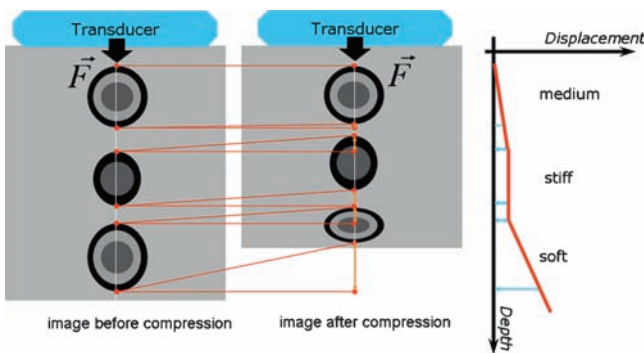 Transducer
Transducer
F
F
image before compression
image after compression
Displacement
medium
stiff
soft
Depth